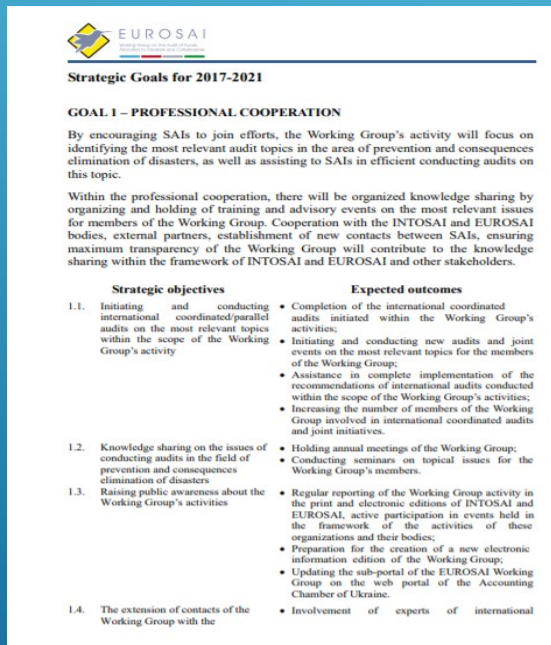 EUROSAI
Working Group on the Audit of Funds
Allocated to Disasters and Catastrophes
Strategic Goals for 2017-2021
GOAL 1 – PROFESSIONAL COOPERATION
By encouraging SAIs to join efforts, the Working Group's activity will focus on
identifying the most relevant audit topics in the area of prevention and consequences
elimination of disasters, as well as assisting to SAIs in efficient conducting audits on
this topic.
Within the professional cooperation, there will be organized knowledge sharing by
organizing and holding of training and advisory events on the most relevant issues
for members of the Working Group. Cooperation with the INTOSAI and EUROSAI
bodies, external partners, establishment of new contacts between SAIs, ensuring
maximum transparency of the Working Group will contribute to the knowledge
sharing within the framework of INTOSAI and EUROSAI and other stakeholders.
Strategic objectives
Expected outcomes
1.1. Initiating and conducting
international coordinated/parallel
audits on the most relevant topics
within the scope of the Working
Group's activity
• Completion of the international coordinated
audits initiated within the Working Group's
activities;
• Initiating and conducting new audits and joint
events on the most relevant topics for the members
of the Working Group;
• Assistance in complete implementation of the
recommendations of international audits conducted
within the scope of the Working Group's activities;
• Increasing the number of members of the Working
Group involved in international coordinated audits
and joint initiatives.
1.2. Knowledge sharing on the issues of
conducting audits in the field of
prevention and consequences
elimination of disasters
• Holding annual meetings of the Working Group;
• Conducting seminars on topical issues for the
Working Group's members.
1.3. Raising public awareness about the
Working Group's activities
• Regular reporting of the Working Group activity in
the print and electronic editions of INTOSAI and
EUROSAI, active participation in events held in
the framework of the activities of these
organizations and their bodies;
• Preparation for the creation of a new electronic
information edition of the Working Group;
• Updating the sub-portal of the EUROSAI Working
Group on the web portal of the Accounting
Chamber of Ukraine.
1.4. The extension of contacts of the
Working Group with the
• Involvement of experts of international